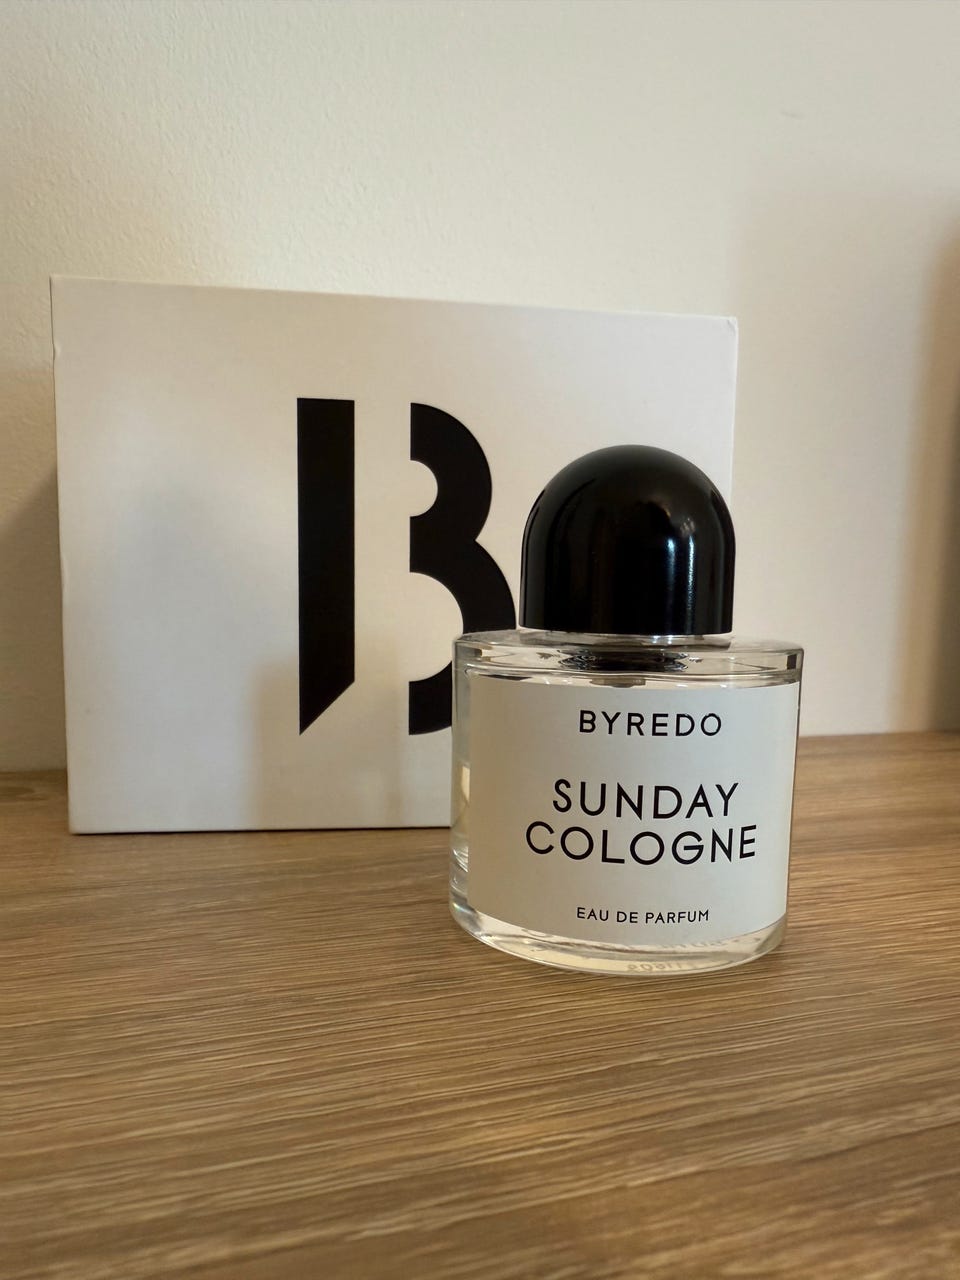 B
BYREDO
SUNDAY
COLOGNE
EAU DE PARFUM